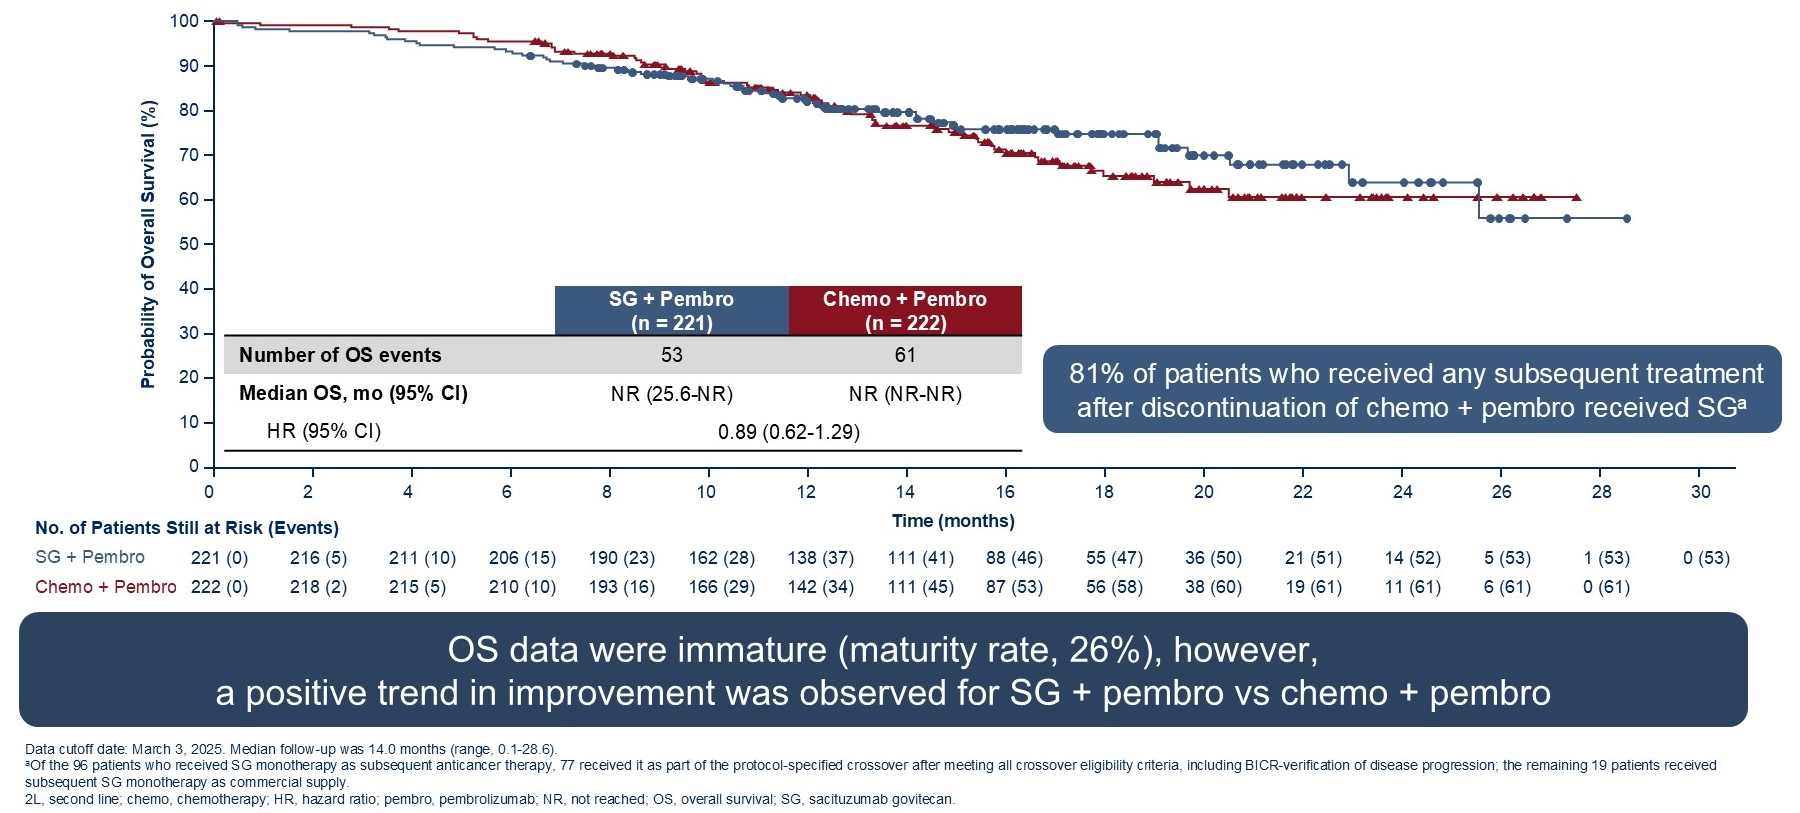 Probability of Overall Survival (%)
100
90
80
70
60
50
40
30
20
10
0
SG + Pembro
(n = 221)
Chemo + Pembro
(n = 222)
Number of OS events 53 61
Median OS, mo (95% CI) NR (25.6-NR) NR (NR-NR)
HR (95% CI) 0.89 (0.62-1.29)
81% of patients who received any subsequent treatment
after discontinuation of chemo + pembro received SGᵃ
0 2 4 6 8 10 12 14 16 18 20 22 24 26 28 30
Time (months)
No. of Patients Still at Risk (Events)
SG + Pembro 221 (0) 216 (5) 211 (10) 206 (15) 190 (23) 162 (28) 138 (37) 111 (41) 88 (46) 55 (47) 36 (50) 21 (51) 14 (52) 5 (53) 1 (53) 0 (53)
Chemo + Pembro 222 (0) 218 (2) 215 (5) 210 (10) 193 (16) 166 (29) 142 (34) 111 (45) 87 (53) 56 (58) 38 (60) 19 (61) 11 (61) 6 (61) 0 (61)
OS data were immature (maturity rate, 26%), however,
a positive trend in improvement was observed for SG + pembro vs chemo + pembro
Data cutoff date: March 3, 2025. Median follow-up was 14.0 months (range, 0.1-28.6).
ᵃOf the 96 patients who received SG monotherapy as subsequent anticancer therapy, 77 received it as part of the protocol-specified crossover after meeting all crossover eligibility criteria, including BICR-verification of disease progression; the remaining 19 patients received
subsequent SG monotherapy as commercial supply.
2L, second line; chemo, chemotherapy; HR, hazard ratio; pembro, pembrolizumab; NR, not reached; OS, overall survival; SG, sacituzumab govitecan.